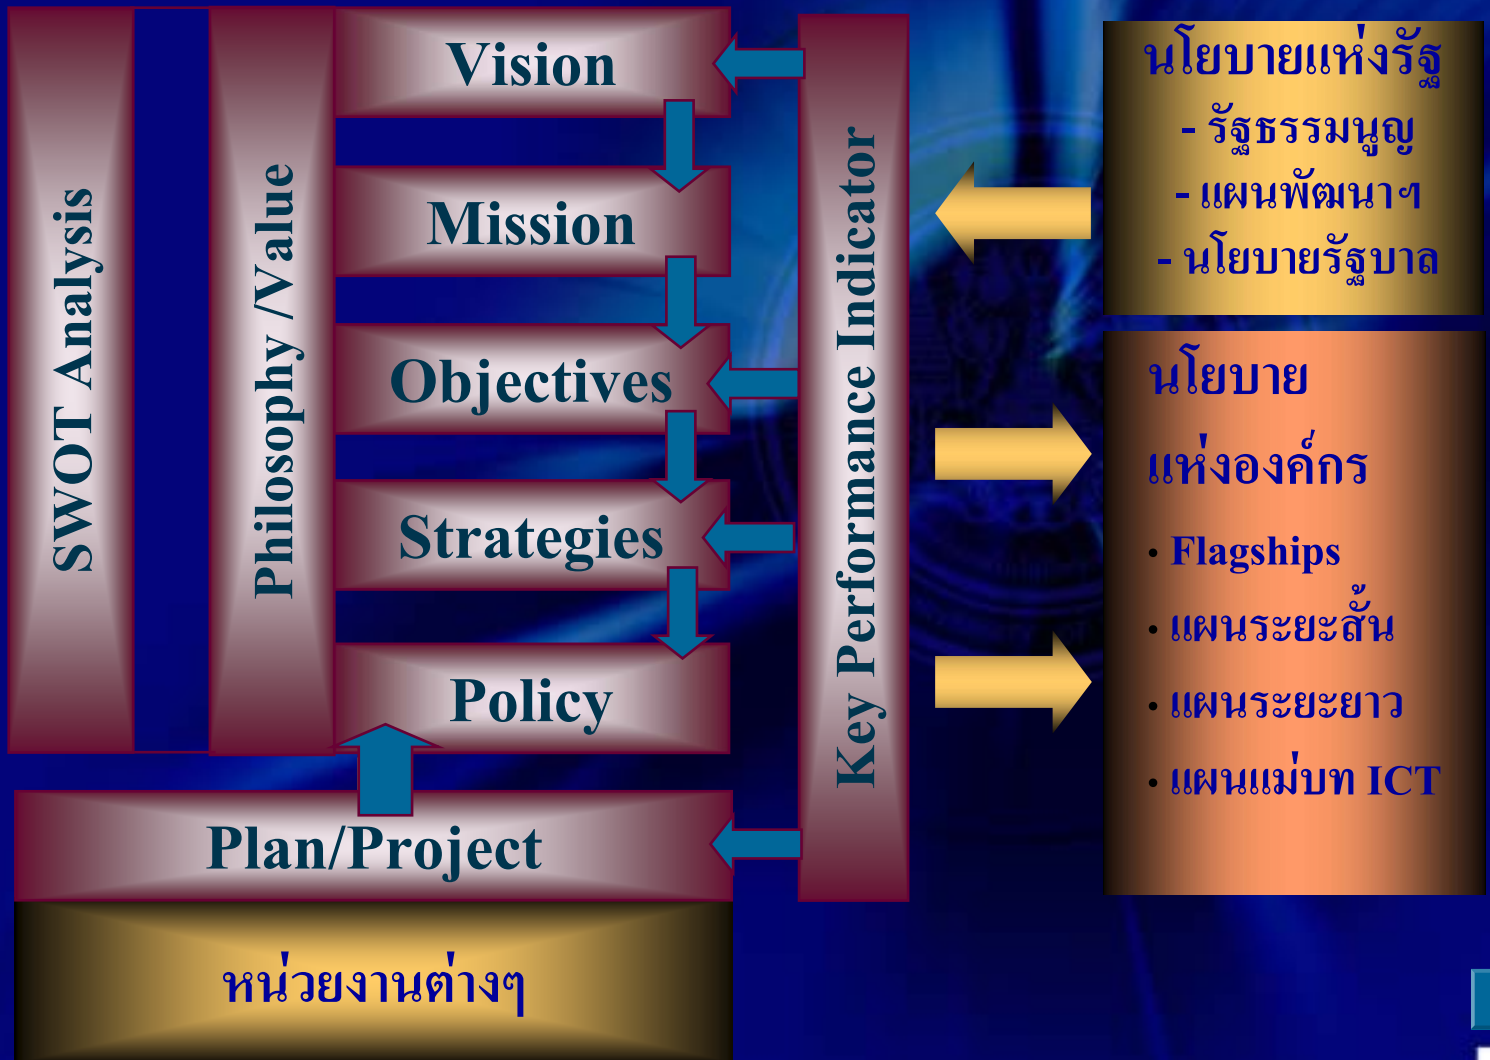 SWOT Analysis
Philosophy /Value
Vision
Mission
Objectives
Strategies
Policy
Plan/Project
หน่วยงานต่างๆ
Key Performance Indicator
นโยบายแห่งรัฐ
- รัฐธรรมนูญ
- แผนพัฒนาฯ
- นโยบายรัฐบาล
นโยบาย
แห่งองค์กร
• Flagships
• แผนระยะสั้น
• แผนระยะยาว
• แผนแม่บท ICT